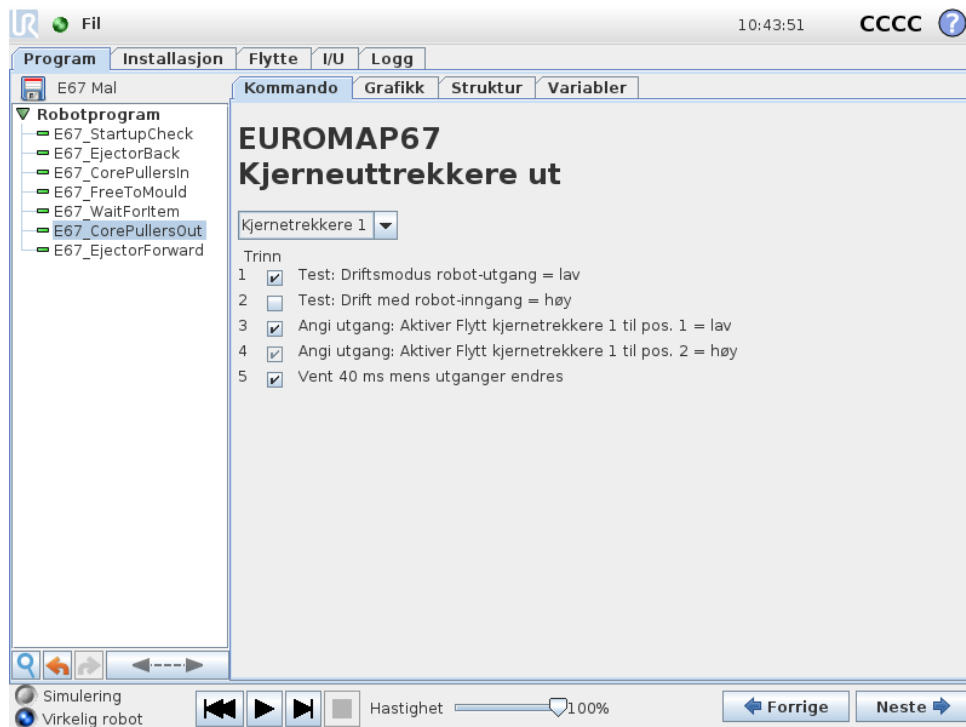 UR Fil 10:43:51 CCCC ?
Program Installasjon Flytte I/U Logg
E67 Mal
Kommando Grafikk Struktur Variabler
Robotprogram
E67_StartupCheck
E67_EjectorBack
E67_CorePullersIn
E67_FreeToMould
E67_WaitForItem
E67_CorePullersOut
E67_EjectorForward
EUROMAP67
Kjerneuttrekkere ut
Kjernetrekkere 1
Trinn
1 Test: Driftsmodus robot-utgang = lav
2 Test: Drift med robot-inngang = høy
3 Angi utgang: Aktiver Flytt kjernetrekkere 1 til pos. 1 = lav
4 Angi utgang: Aktiver Flytt kjernetrekkere 1 til pos. 2 = høy
5 Vent 40 ms mens utganger endres
Simulering
Virkelig robot
Hastighet 100%
Forrige Neste